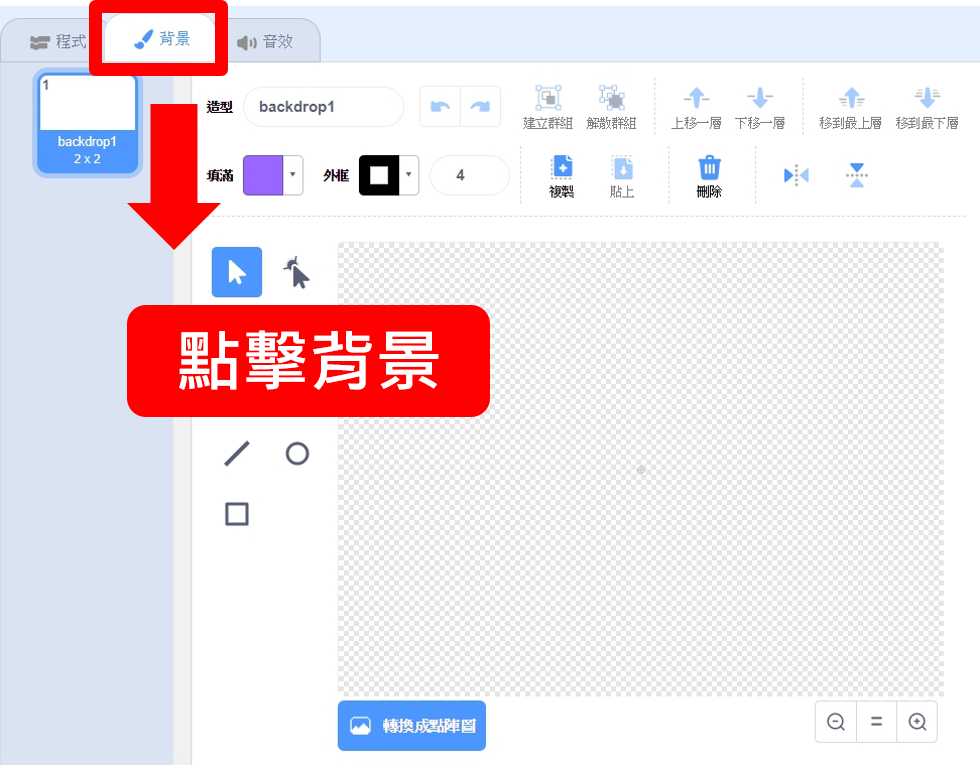 程式
背景
音效
1
backdrop1
2 x 2
造型
backdrop1
建立群組
解散群組
上移一層
下移一層
移到最上層
移到最下層
填滿
外框
4
複製
貼上
刪除
點擊背景
轉換成點陣圖